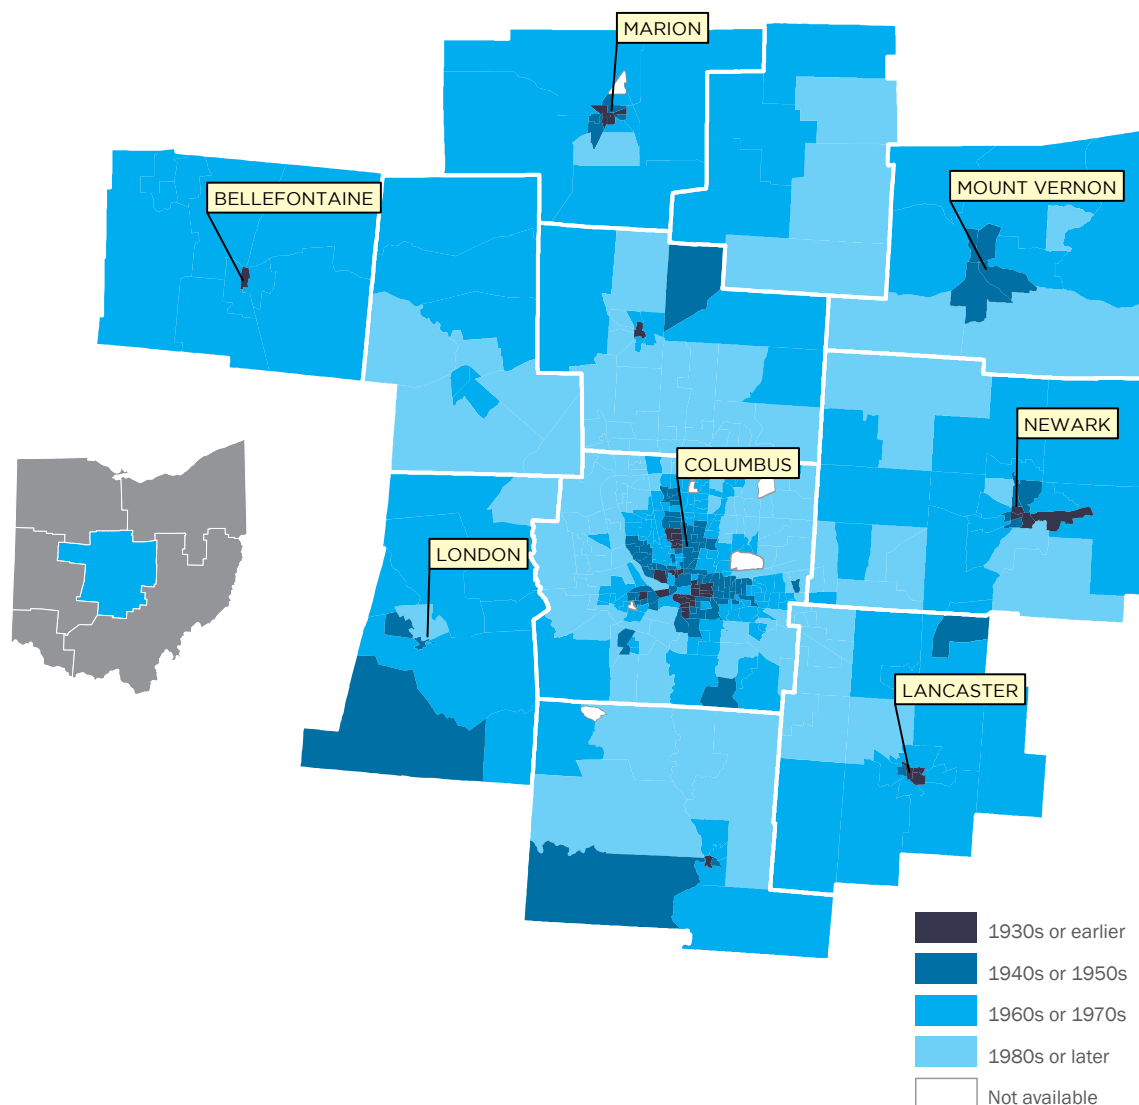 MARION
MOUNT VERNON
BELLEFONTAINE
NEWARK
COLUMBUS
LONDON
LANCASTER
1930s or earlier
1940s or 1950s
1960s or 1970s
1980s or later
Not available